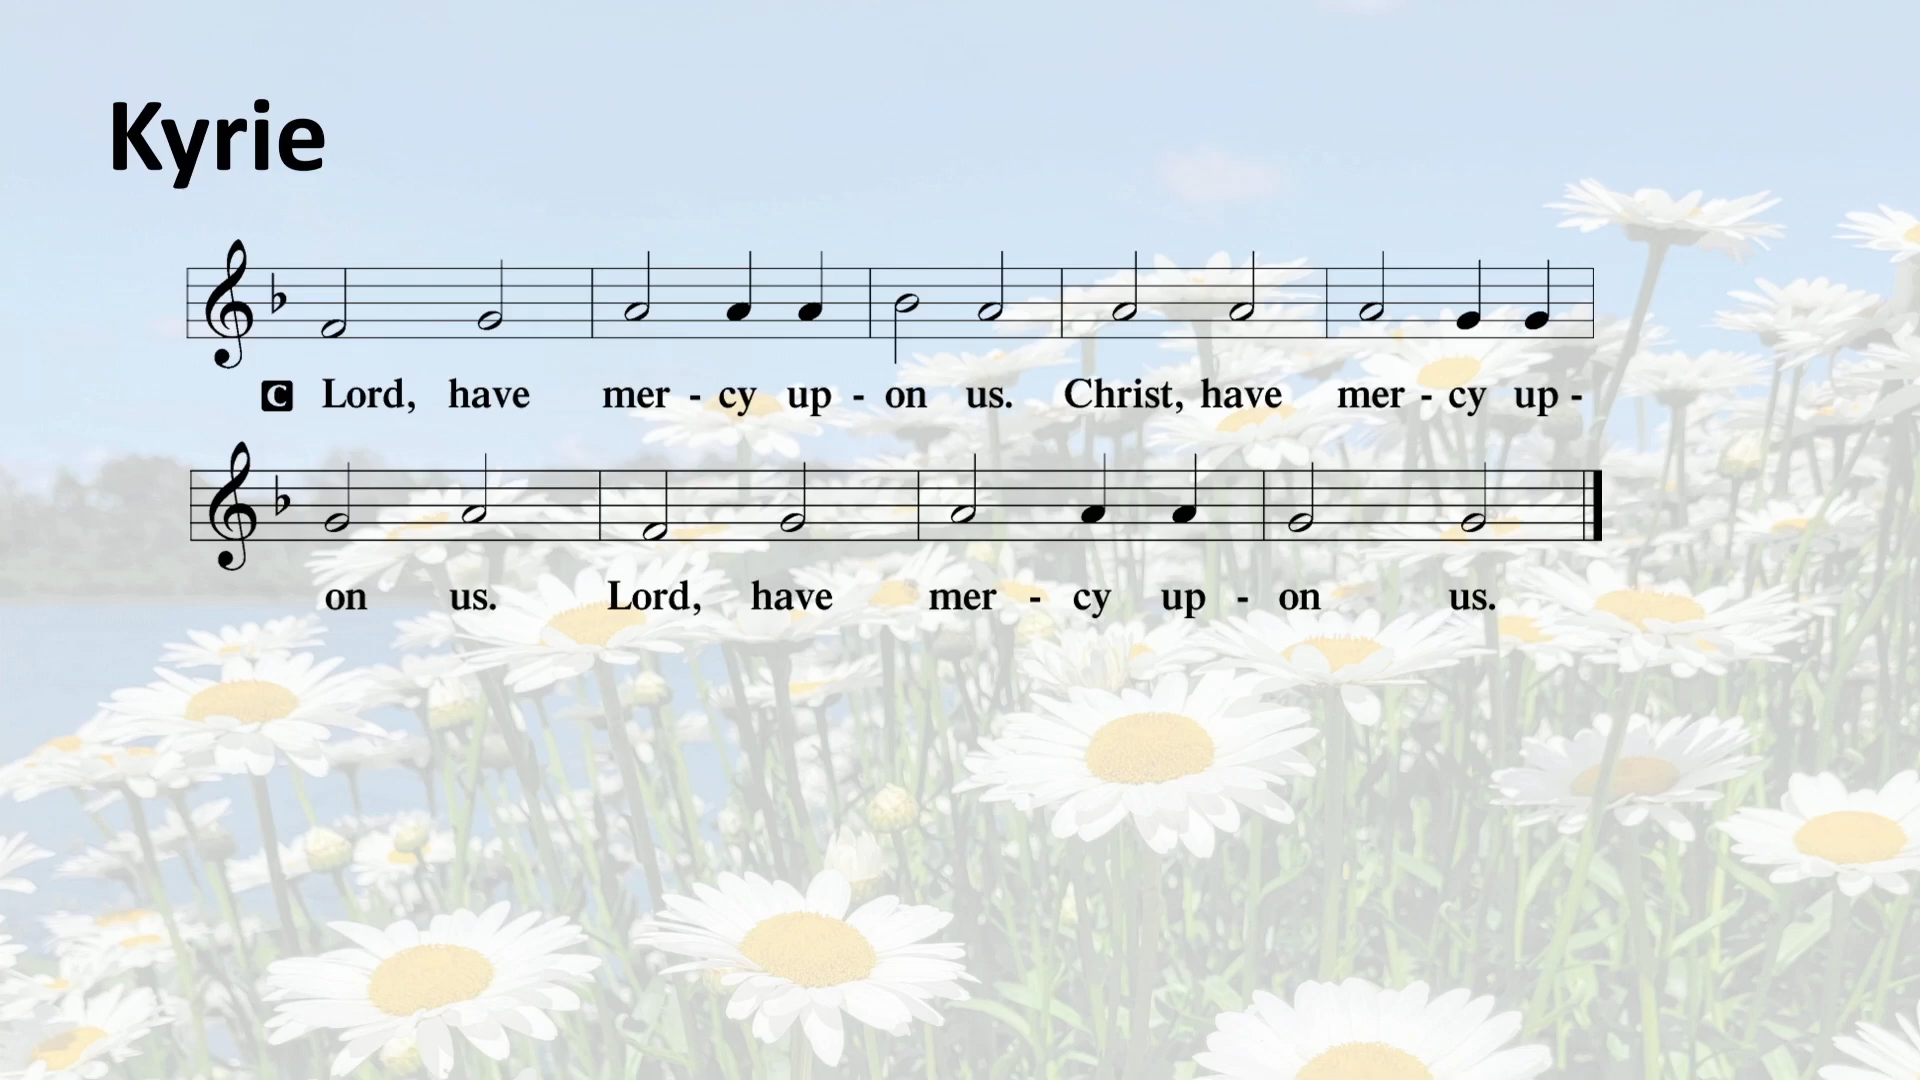 Kyrie
C Lord, have mer - cy up - on us. Christ, have mer - cy up -
on us. Lord, have mer - cy up - on us.